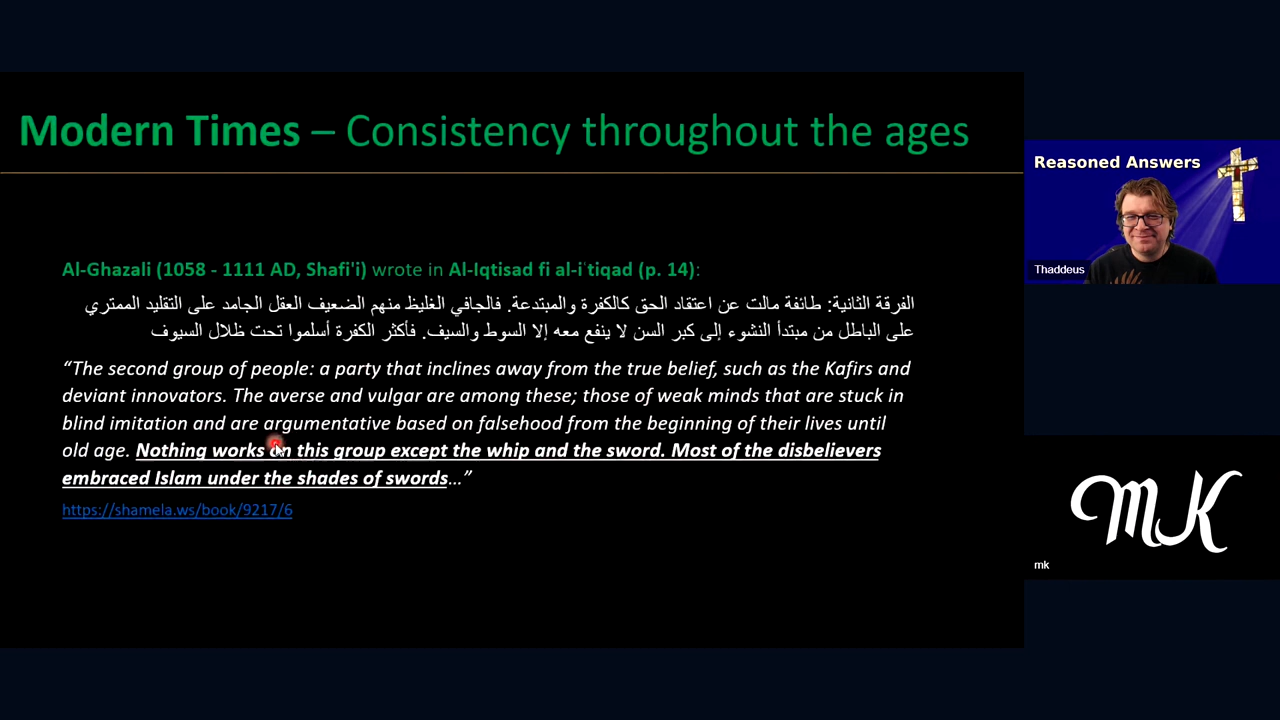 Modern Times – Consistency throughout the ages
Al-Ghazali (1058 - 1111 AD, Shafi'i) wrote in Al-Iqtisad fi al-iʿtiqad (p. 14):
الفرقة الثانية: طائفة مالت عن اعتقاد الحق كالكفرة والمبتدعة. فالجافي الغليظ منهم الضعيف العقل الجامد على التقليد الممتري
على الباطل من مبتدأ النشوء إلى كبر السن لا ينفع معه إلا السوط والسيف. فأكثر الكفرة أسلموا تحت ظلال السيوف
“The second group of people: a party that inclines away from the true belief, such as the Kafirs and
deviant innovators. The averse and vulgar are among these; those of weak minds that are stuck in
blind imitation and are argumentative based on falsehood from the beginning of their lives until
old age. Nothing works on this group except the whip and the sword. Most of the disbelievers
embraced Islam under the shades of swords…”
https://shamela.ws/book/9217/6
Reasoned Answers
Thaddeus
MK
mk